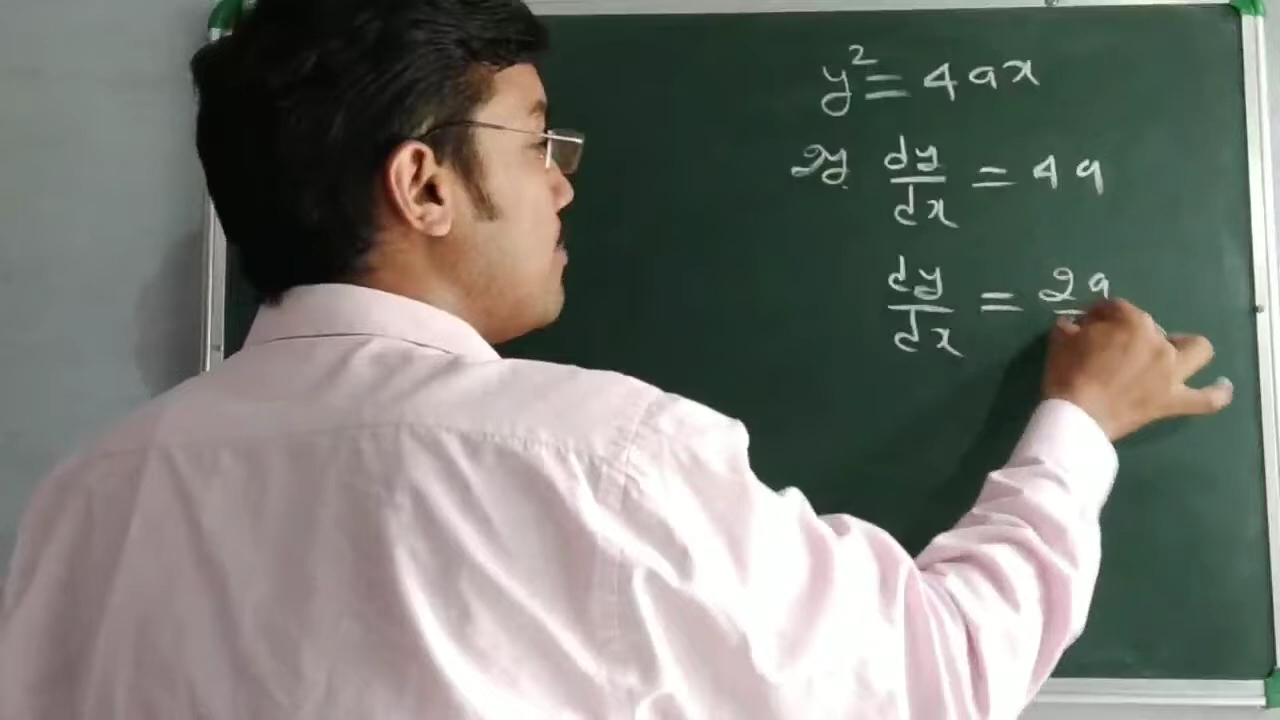 y² = 4ax
2y dy/dx = 4a
dy/dx = 2a